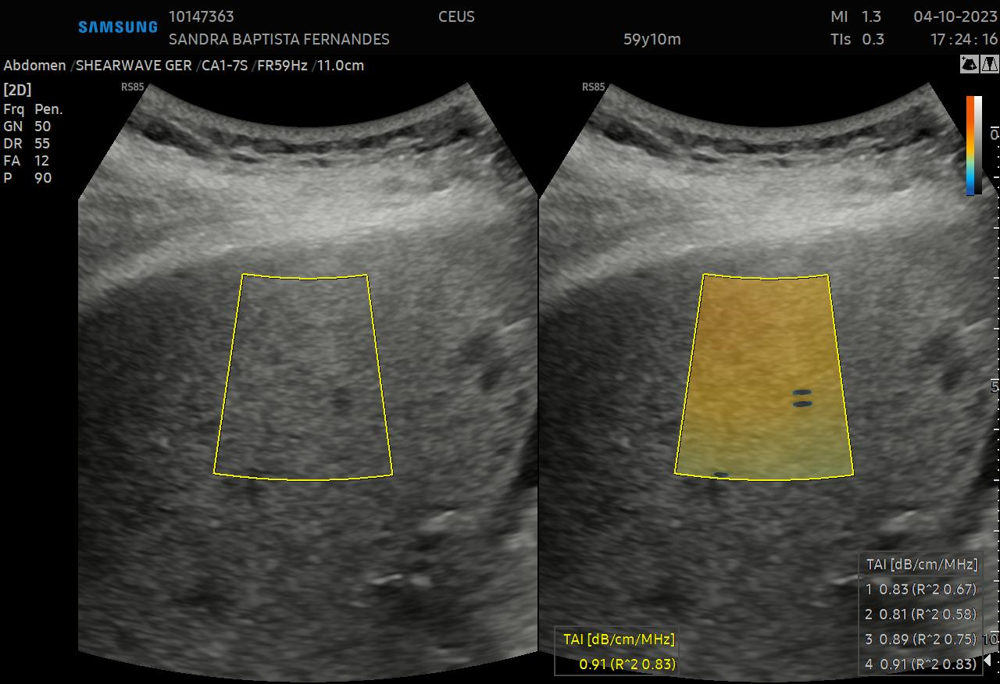 SAMSUNG 10147363 CEUS MI 1.3 04-10-2023
SANDRA BAPTISTA FERNANDES 59y10m TIs 0.3 17:24:16
Abdomen /SHEARWAVE GER /CA1-7S /FR59Hz /11.0cm
[2D]
Frq Pen.
GN 50
DR 55
FA 12
P 90
RS85
RS85
0
5
10
TAI [dB/cm/MHz]
0.91 (R^2 0.83)
TAI [dB/cm/MHz]
1 0.83 (R^2 0.67)
2 0.81 (R^2 0.58)
3 0.89 (R^2 0.75)
4 0.91 (R^2 0.83)